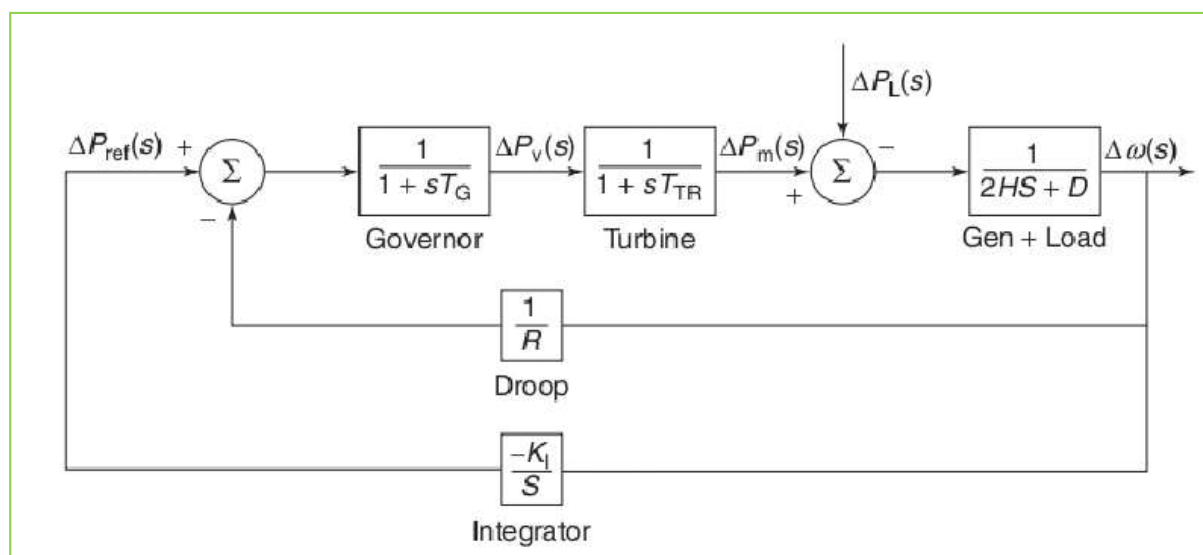 ΔP_L(s)
ΔP_ref(s) + Σ − 1 / 1 + sT_G ΔP_v(s) 1 / 1 + sT_TR ΔP_m(s) + Σ − 1 / 2HS + D Δω(s)
Governor Turbine Gen + Load
1 / R
Droop
−K_I / S
Integrator